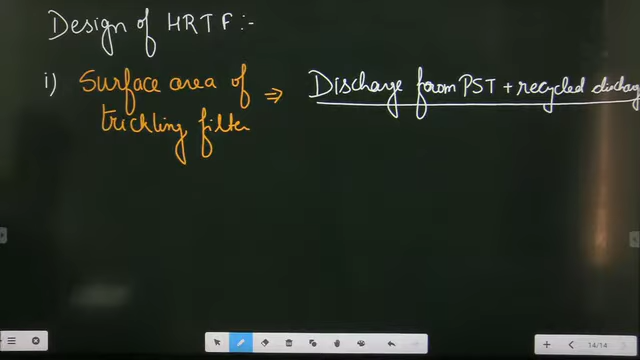 Design of HRTF :-
i) Surface area of trickling filter ⇒ Discharge from PST + recycled discharge
14/14